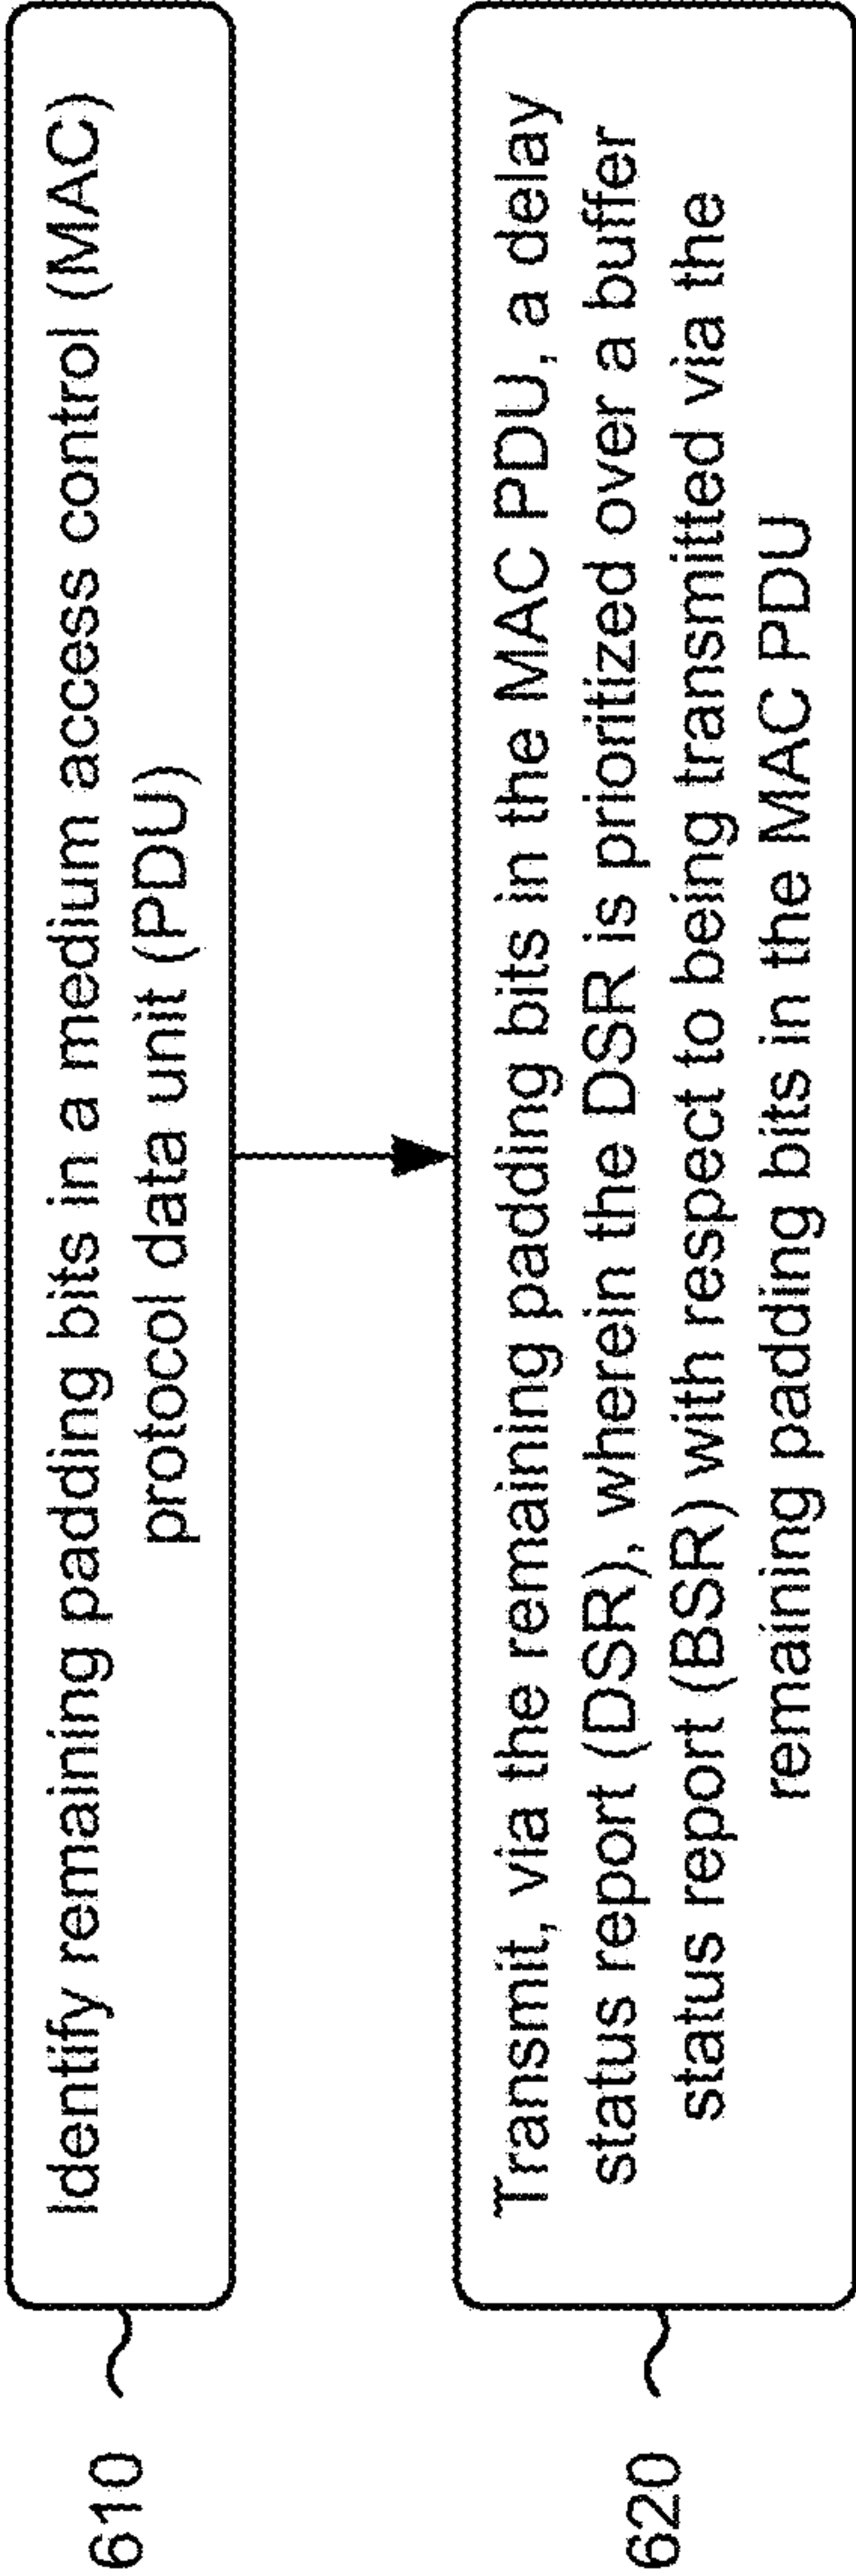 610
Identify remaining padding bits in a medium access control (MAC)
protocol data unit (PDU)
620
Transmit, via the remaining padding bits in the MAC PDU, a delay
status report (DSR), wherein the DSR is prioritized over a buffer
status report (BSR) with respect to being transmitted via the
remaining padding bits in the MAC PDU